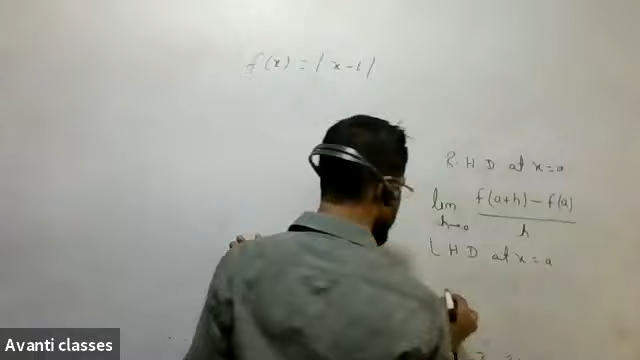 f(x) = |x-1|
R.H D at x=a
lim h→0 f(a+h) - f(a) / h
L H D at x=a
Avanti classes